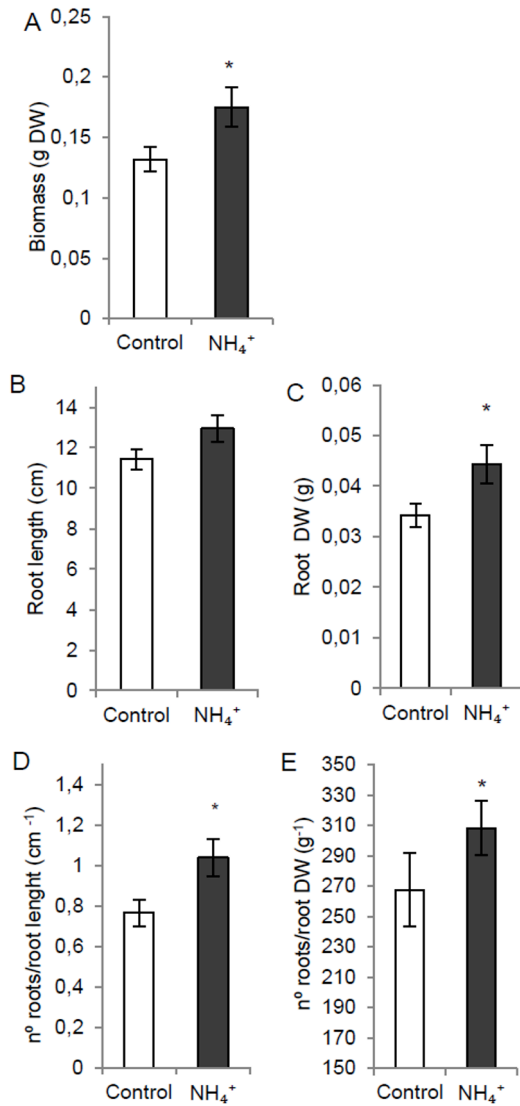 A
Biomass (g DW)
0,25
0,2
0,15
0,1
0,05
0
*
Control NH₄⁺
B
Root length (cm)
14
12
10
8
6
4
2
0
Control NH₄⁺
C
Root DW (g)
0,06
0,05
0,04
0,03
0,02
0,01
0
*
Control NH₄⁺
D
nº roots/root lenght (cm⁻¹)
1,4
1,2
1
0,8
0,6
0,4
0,2
0
*
Control NH₄⁺
E
nº roots/root DW (g⁻¹)
350
330
310
290
270
250
230
210
190
170
150
*
Control NH₄⁺